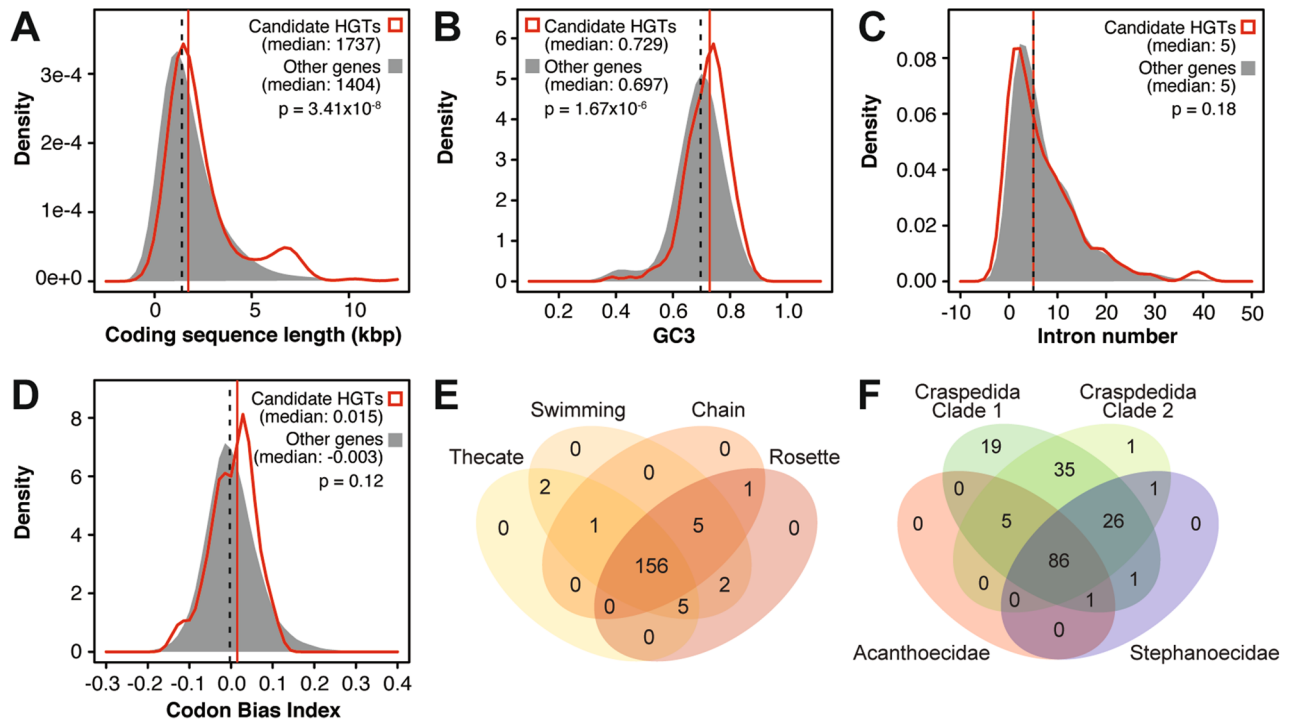 A
Candidate HGTs
(median: 1737)
Other genes
(median: 1404)
p = 3.41x10-8
Density
3e-4
2e-4
1e-4
0e+0
0 5 10
Coding sequence length (kbp)
B
Candidate HGTs
(median: 0.729)
Other genes
(median: 0.697)
p = 1.67x10-6
Density
6
5
4
3
2
1
0
0.2 0.4 0.6 0.8 1.0
GC3
C
Candidate HGTs
(median: 5)
Other genes
(median: 5)
p = 0.18
Density
0.08
0.06
0.04
0.02
0.00
-10 0 10 20 30 40 50
Intron number
D
Candidate HGTs
(median: 0.015)
Other genes
(median: -0.003)
p = 0.12
Density
8
6
4
2
0
-0.3 -0.2 -0.1 0.0 0.1 0.2 0.3 0.4
Codon Bias Index
E
Swimming Chain
Thecate Rosette
0 0
0
2 1
0 1 5 0
156
0 2
0 5
0
F
Craspedida
Clade 1
Craspdedida
Clade 2
19 1
35
0 1
0 5 26 0
86
0 1
0 1
0
Acanthoecidae Stephanoecidae